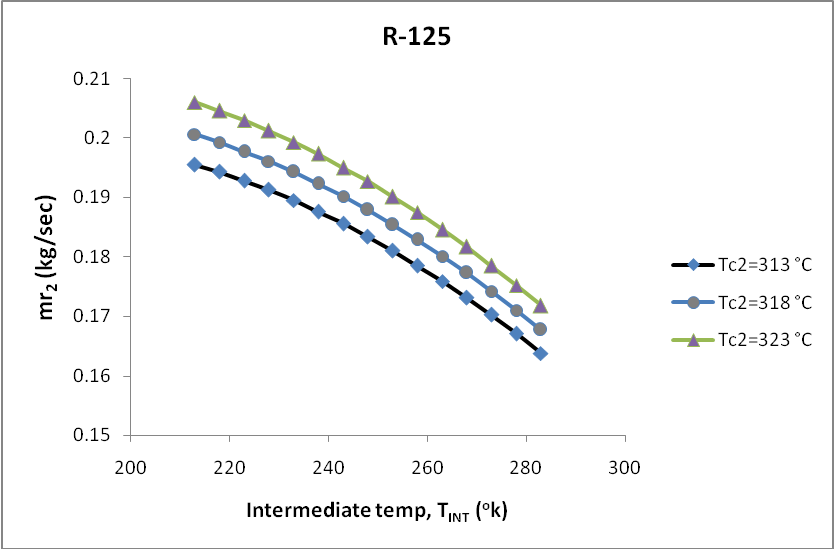 R-125
0.21
0.2
0.19
0.18
0.17
0.16
0.15
mr₂ (kg/sec)
200 220 240 260 280 300
Intermediate temp, T_INT (°k)
Tc2=313 °C
Tc2=318 °C
Tc2=323 °C